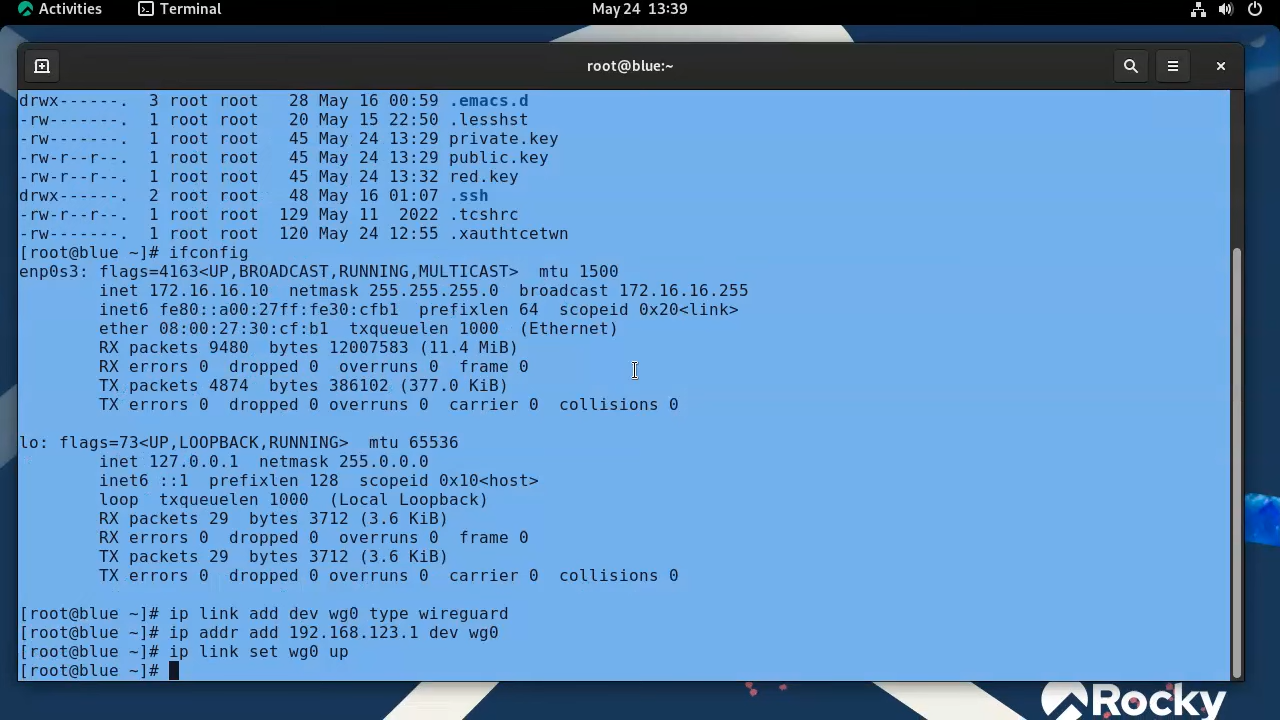 Activities Terminal May 24 13:39
root@blue:~
drwx------. 3 root root 28 May 16 00:59 .emacs.d
-rw-------. 1 root root 20 May 15 22:50 .lesshst
-rw-------. 1 root root 45 May 24 13:29 private.key
-rw-r--r--. 1 root root 45 May 24 13:29 public.key
-rw-r--r--. 1 root root 45 May 24 13:32 red.key
drwx------. 2 root root 48 May 16 01:07 .ssh
-rw-r--r--. 1 root root 129 May 11 2022 .tcshrc
-rw-------. 1 root root 120 May 24 12:55 .xauthtcetwn
[root@blue ~]# ifconfig
enp0s3: flags=4163<UP,BROADCAST,RUNNING,MULTICAST> mtu 1500
inet 172.16.16.10 netmask 255.255.255.0 broadcast 172.16.16.255
inet6 fe80::a00:27ff:fe30:cfb1 prefixlen 64 scopeid 0x20<link>
ether 08:00:27:30:cf:b1 txqueuelen 1000 (Ethernet)
RX packets 9480 bytes 12007583 (11.4 MiB)
RX errors 0 dropped 0 overruns 0 frame 0
TX packets 4874 bytes 386102 (377.0 KiB)
TX errors 0 dropped 0 overruns 0 carrier 0 collisions 0
lo: flags=73<UP,LOOPBACK,RUNNING> mtu 65536
inet 127.0.0.1 netmask 255.0.0.0
inet6 ::1 prefixlen 128 scopeid 0x10<host>
loop txqueuelen 1000 (Local Loopback)
RX packets 29 bytes 3712 (3.6 KiB)
RX errors 0 dropped 0 overruns 0 frame 0
TX packets 29 bytes 3712 (3.6 KiB)
TX errors 0 dropped 0 overruns 0 carrier 0 collisions 0
[root@blue ~]# ip link add dev wg0 type wireguard
[root@blue ~]# ip addr add 192.168.123.1 dev wg0
[root@blue ~]# ip link set wg0 up
[root@blue ~]#
Rocky